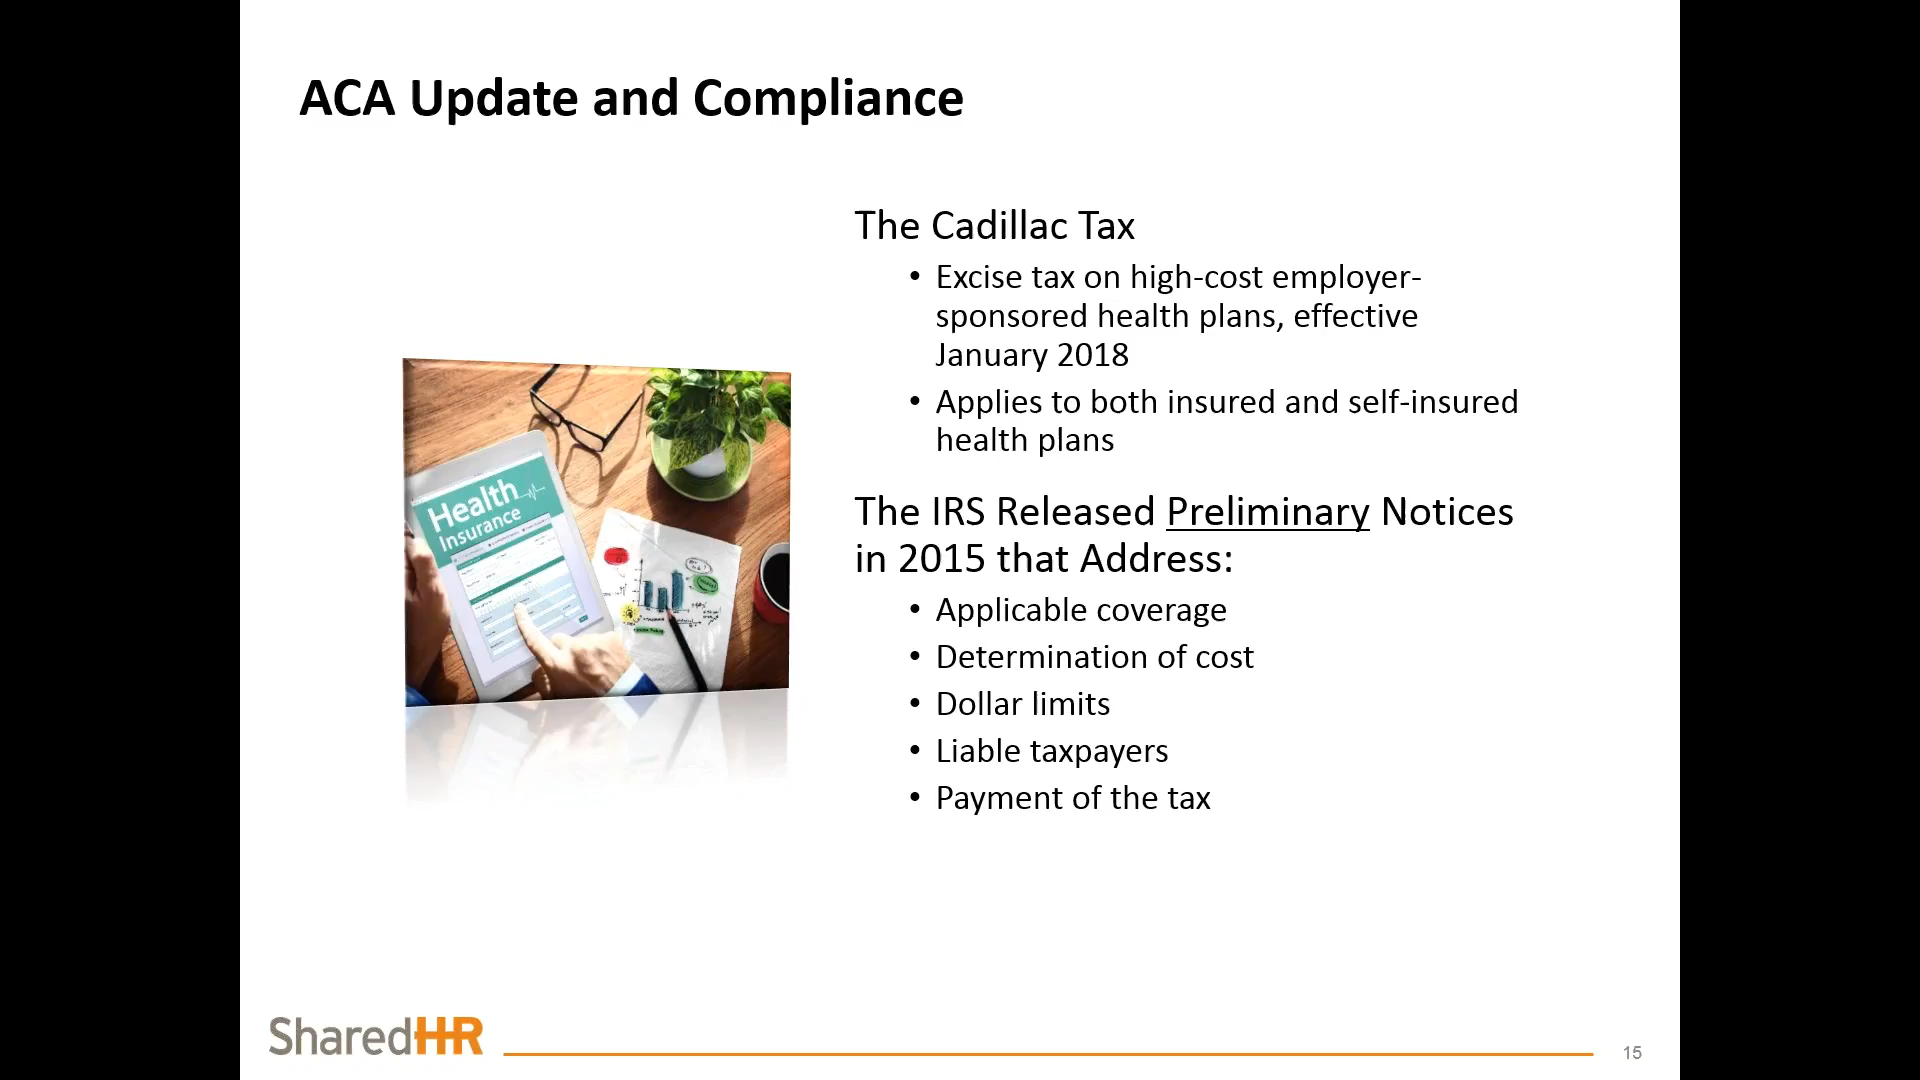 ACA Update and Compliance
The Cadillac Tax
• Excise tax on high-cost employer-
sponsored health plans, effective
January 2018
• Applies to both insured and self-insured
health plans
The IRS Released Preliminary Notices
in 2015 that Address:
• Applicable coverage
• Determination of cost
• Dollar limits
• Liable taxpayers
• Payment of the tax
Health
Insurance
SharedHR
15